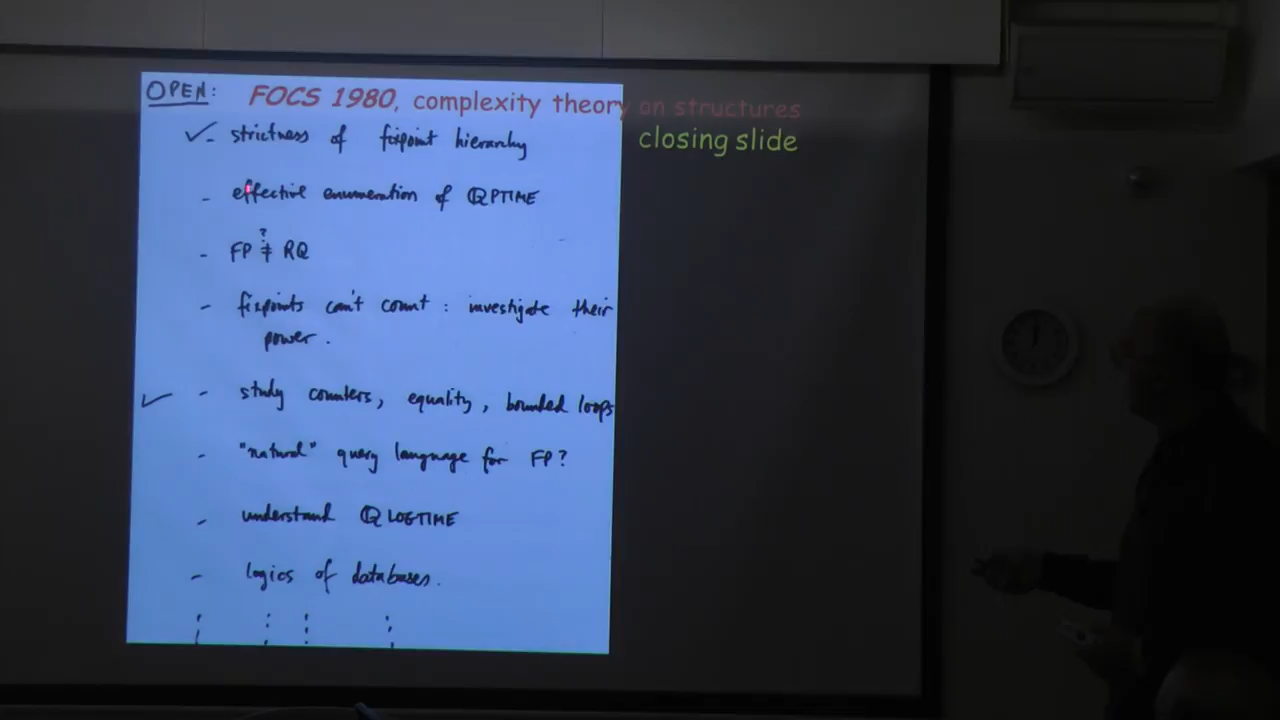 OPEN: FOCS 1980, complexity theory on structures
closing slide
✓ - strictness of fixpoint hierarchy
- effective enumeration of QPTIME
?
- FP ≠ RQ
- fixpoints can't count : investigate their
power.
✓ - study counters, equality, bounded loops
- "natural" query language for FP?
- understand QLOGTIME
- logics of databases.